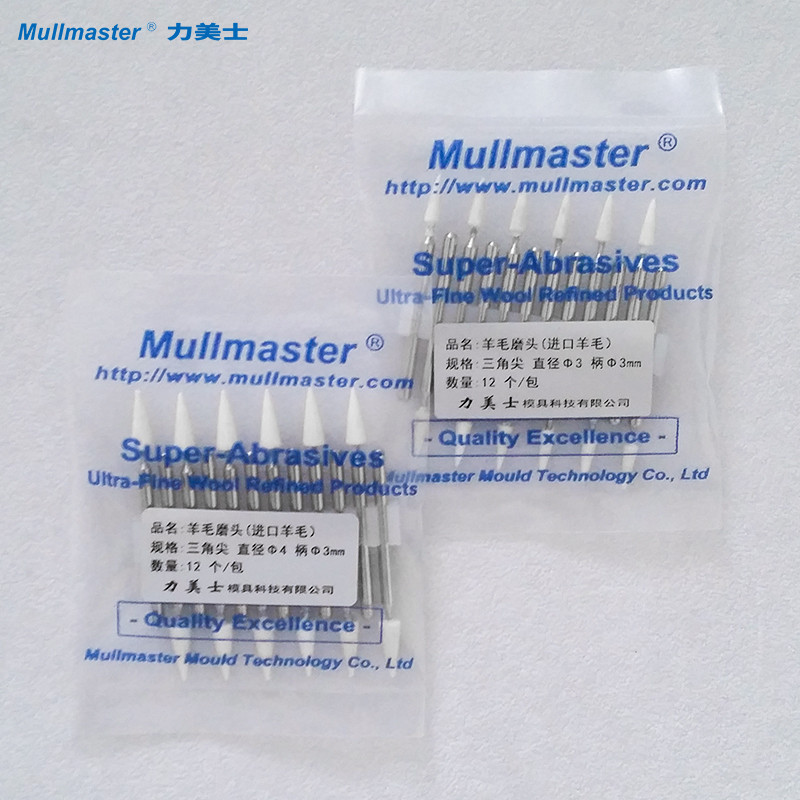 Mullmaster ® 力美士
Mullmaster ®
http://www.mullmaster.com
Super-Abrasives
Ultra-Fine Wool Refined Products
品名:羊毛磨头(进口羊毛)
规格:三角尖 直径Φ3 柄Φ3mm
数量:12 个/包
力美士模具科技有限公司
- Quality Excellence -
Mullmaster Mould Technology Co., Ltd
Mullmaster ®
http://www.mullmaster.com
Super-Abrasives
Ultra-Fine Wool Refined Products
品名:羊毛磨头(进口羊毛)
规格:三角尖 直径Φ4 柄Φ3mm
数量:12 个/包
力美士模具科技有限公司
- Quality Excellence -
Mullmaster Mould Technology Co., Ltd